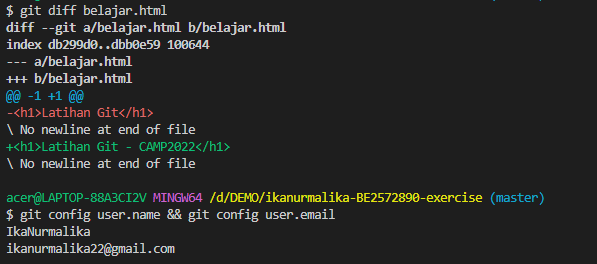 $ git diff belajar.html
diff --git a/belajar.html b/belajar.html
index db299d0..dbb0e59 100644
--- a/belajar.html
+++ b/belajar.html
@@ -1 +1 @@
-<h1>Latihan Git</h1>
\ No newline at end of file
+<h1>Latihan Git - CAMP2022</h1>
\ No newline at end of file
acer@LAPTOP-88A3CI2V MINGW64 /d/DEMO/ikanurmalika-BE2572890-exercise (master)
$ git config user.name && git config user.email
IkaNurmalika
ikanurmalika22@gmail.com